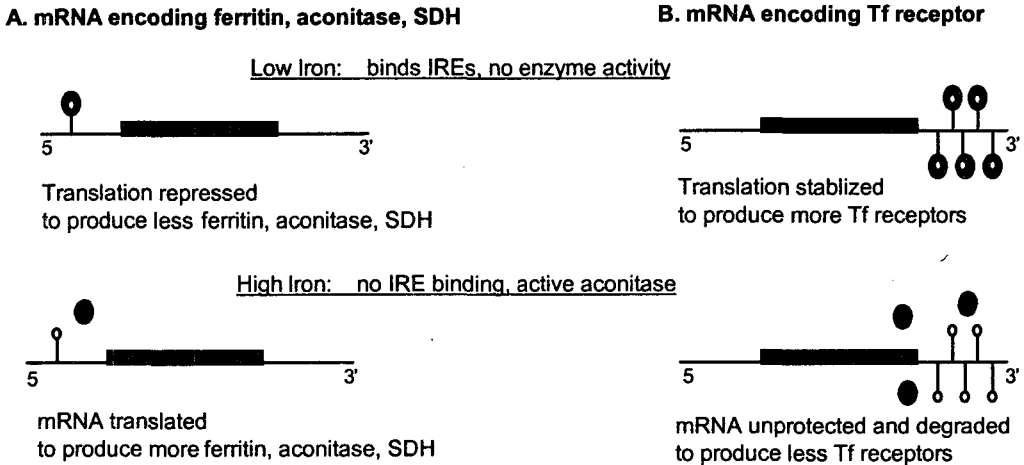 A. mRNA encoding ferritin, aconitase, SDH
B. mRNA encoding Tf receptor
Low Iron: binds IREs, no enzyme activity
5 3'
5 3'
Translation repressed
to produce less ferritin, aconitase, SDH
Translation stablized
to produce more Tf receptors
High Iron: no IRE binding, active aconitase
5 3'
5 3'
mRNA translated
to produce more ferritin, aconitase, SDH
mRNA unprotected and degraded
to produce less Tf receptors